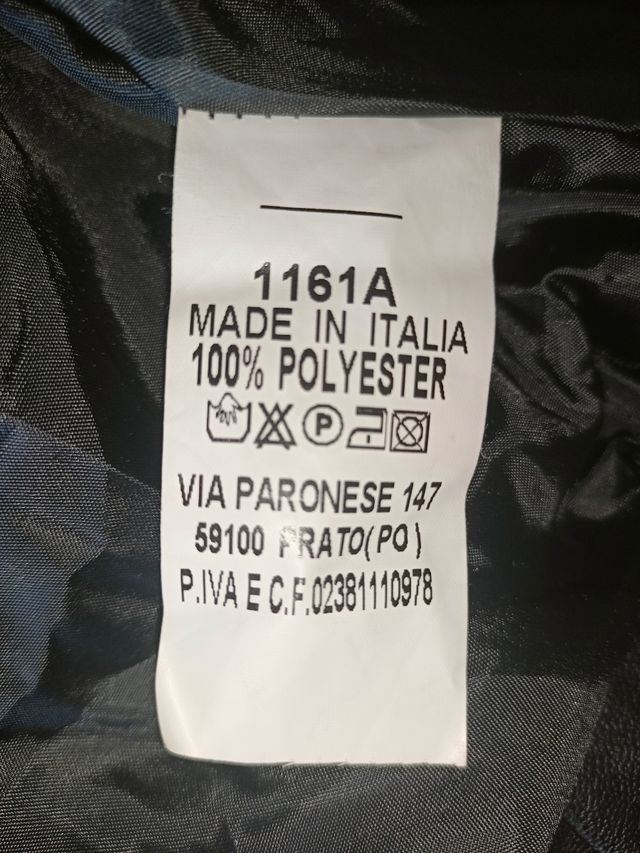 1161A
MADE IN ITALIA
100% POLYESTER
P
VIA PARONESE 147
59100 PRATO(PO)
P.IVA E C.F.02381110978